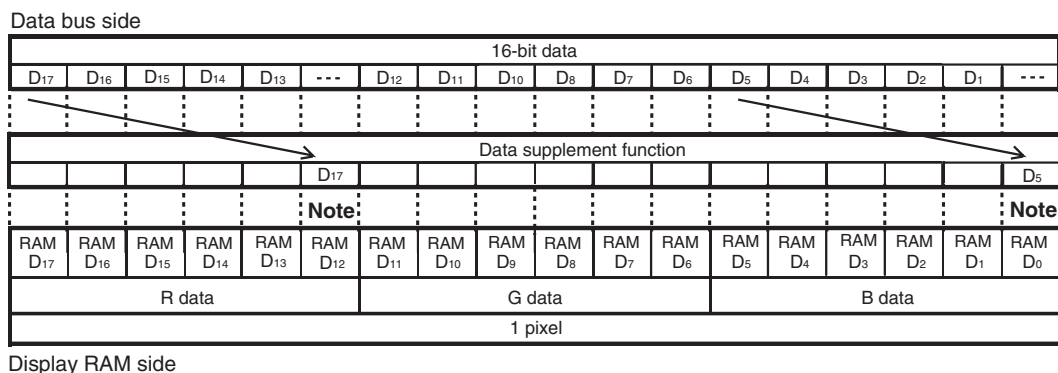 Data bus side
16-bit data
D17 D16 D15 D14 D13 --- D12 D11 D10 D8 D7 D6 D5 D4 D3 D2 D1 ---
Data supplement function
D17 D5
Note Note
RAM RAM RAM RAM RAM RAM RAM RAM RAM RAM RAM RAM RAM RAM RAM RAM RAM RAM
D17 D16 D15 D14 D13 D12 D11 D10 D9 D8 D7 D6 D5 D4 D3 D2 D1 D0
R data G data B data
1 pixel
Display RAM side